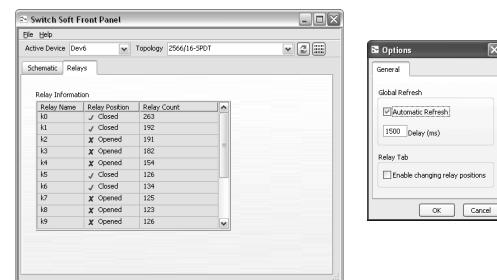 Switch Soft Front Panel
File Help
Active Device Dev6 Topology 2566/16-SPDT
Schematic Relays
Relay Information
Relay Name Relay Position Relay Count
k0 Closed 263
k1 Closed 192
k2 Opened 191
k3 Opened 182
k4 Opened 154
k5 Closed 126
k6 Closed 134
k7 Opened 125
k8 Opened 123
k9 Opened 126
Options
General
Global Refresh
Automatic Refresh
1500 Delay (ms)
Relay Tab
Enable changing relay positions
OK Cancel